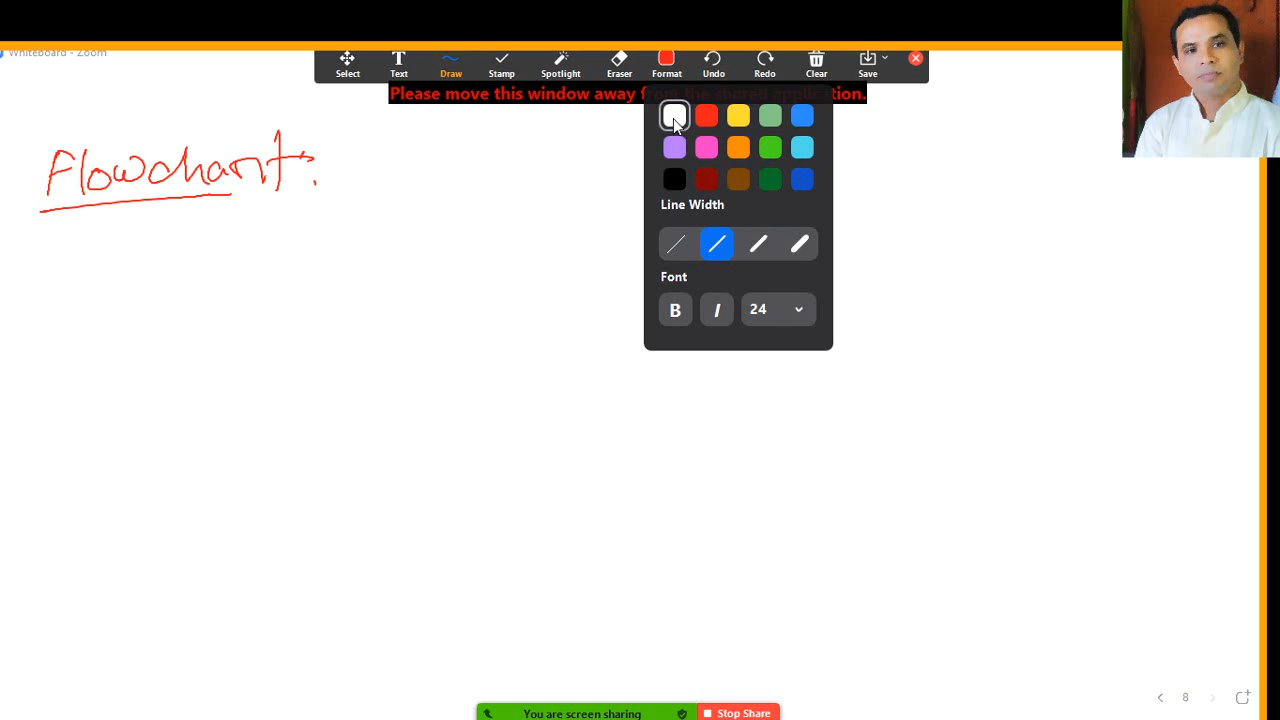 Whiteboard - Zoom
Select
Text
Draw
Stamp
Spotlight
Eraser
Format
Undo
Redo
Clear
Save
Please move this window away from the shared application.
Flowchart:
Line Width
Font
B
I
24
8
You are screen sharing
Stop Share